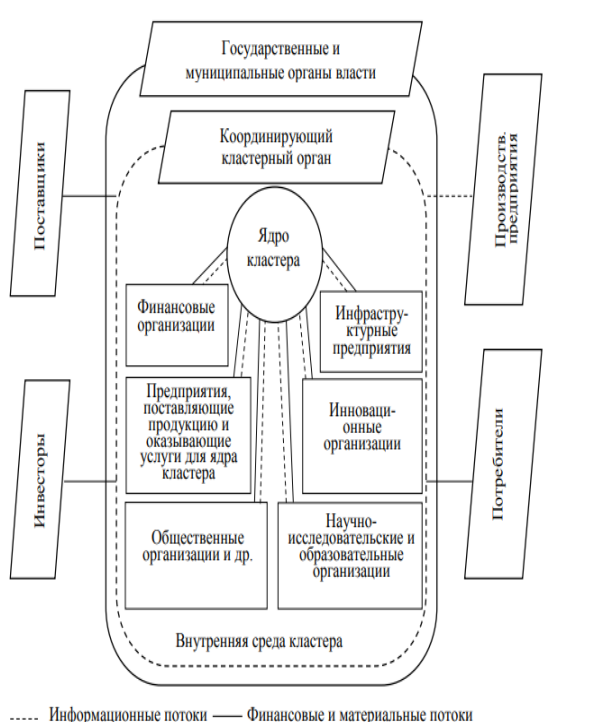 Государственные и
муниципальные органы власти
Координирующий
кластерный орган
Поставщики
Производств.
предприятия
Ядро
кластера
Финансовые
организации
Инфрастру-
ктурные
предприятия
Предприятия,
поставляющие
продукцию и
оказывающие
услуги для ядра
кластера
Инноваци-
онные
организации
Инвесторы
Потребители
Общественные
организации и др.
Научно-
исследовательские и
образовательные
организации
Внутренняя среда кластера
Информационные потоки
Финансовые и материальные потоки